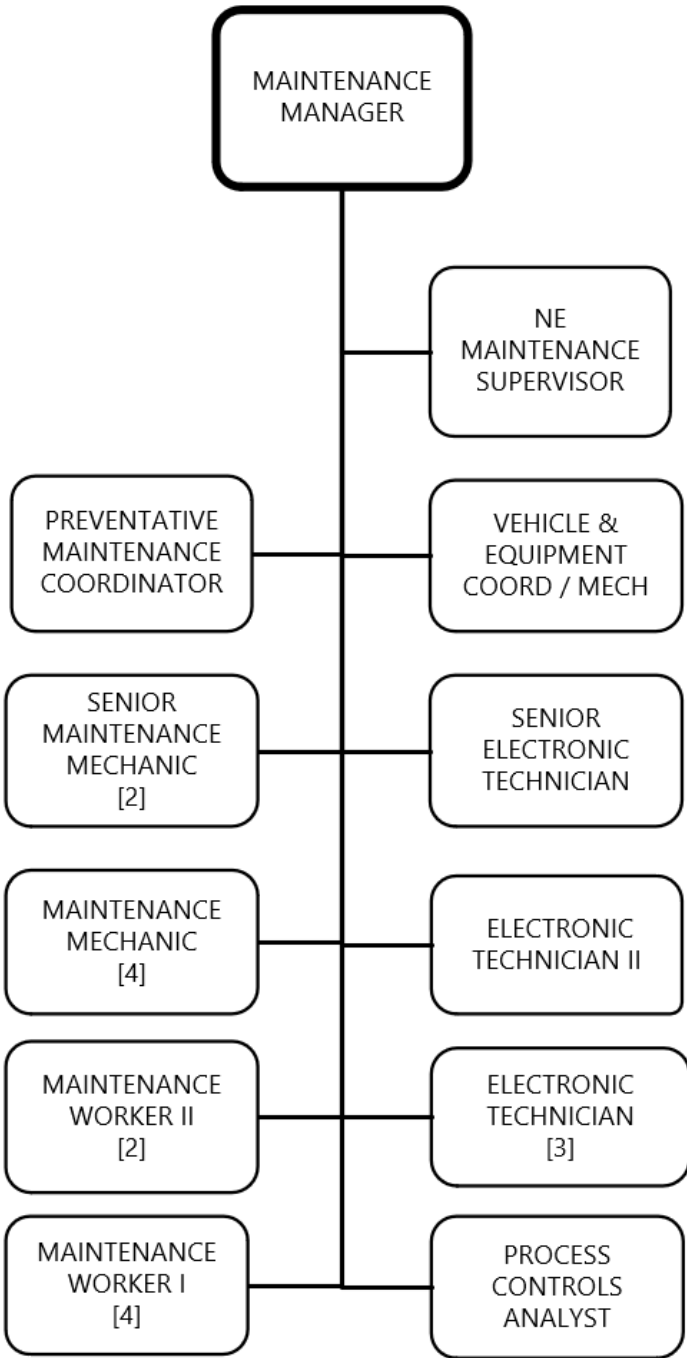 MAINTENANCE
MANAGER
NE
MAINTENANCE
SUPERVISOR
PREVENTATIVE
MAINTENANCE
COORDINATOR
VEHICLE &
EQUIPMENT
COORD / MECH
SENIOR
MAINTENANCE
MECHANIC
[2]
SENIOR
ELECTRONIC
TECHNICIAN
MAINTENANCE
MECHANIC
[4]
ELECTRONIC
TECHNICIAN II
MAINTENANCE
WORKER II
[2]
ELECTRONIC
TECHNICIAN
[3]
MAINTENANCE
WORKER I
[4]
PROCESS
CONTROLS
ANALYST